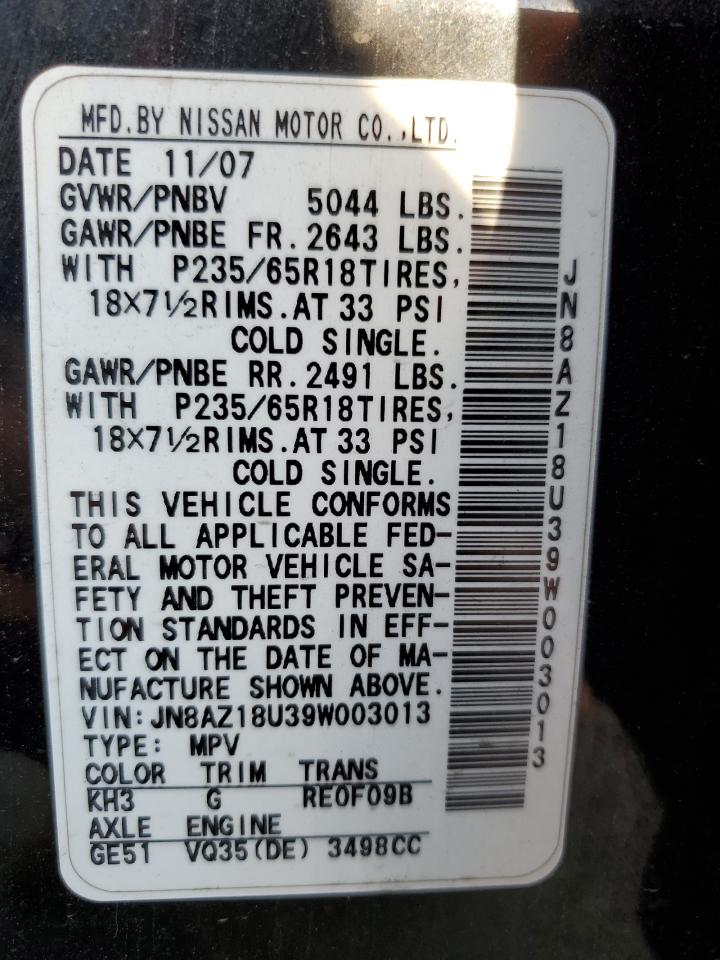 MFD.BY NISSAN MOTOR CO.,LTD.
DATE 11/07
GVWR/PNBV 5044 LBS.
GAWR/PNBE FR.2643 LBS.
WITH P235/65R18TIRES,
18X7½RIMS.AT 33 PSI
COLD SINGLE.
GAWR/PNBE RR.2491 LBS.
WITH P235/65R18TIRES,
18X7½RIMS.AT 33 PSI
COLD SINGLE.
THIS VEHICLE CONFORMS
TO ALL APPLICABLE FED-
ERAL MOTOR VEHICLE SA-
FETY AND THEFT PREVEN-
TION STANDARDS IN EFF-
ECT ON THE DATE OF MA-
NUFACTURE SHOWN ABOVE.
VIN:JN8AZ18U39W003013
TYPE: MPV
COLOR TRIM TRANS
KH3 G RE0F09B
AXLE ENGINE
GE51 VQ35(DE) 3498CC
JN8AZ18U39W003013